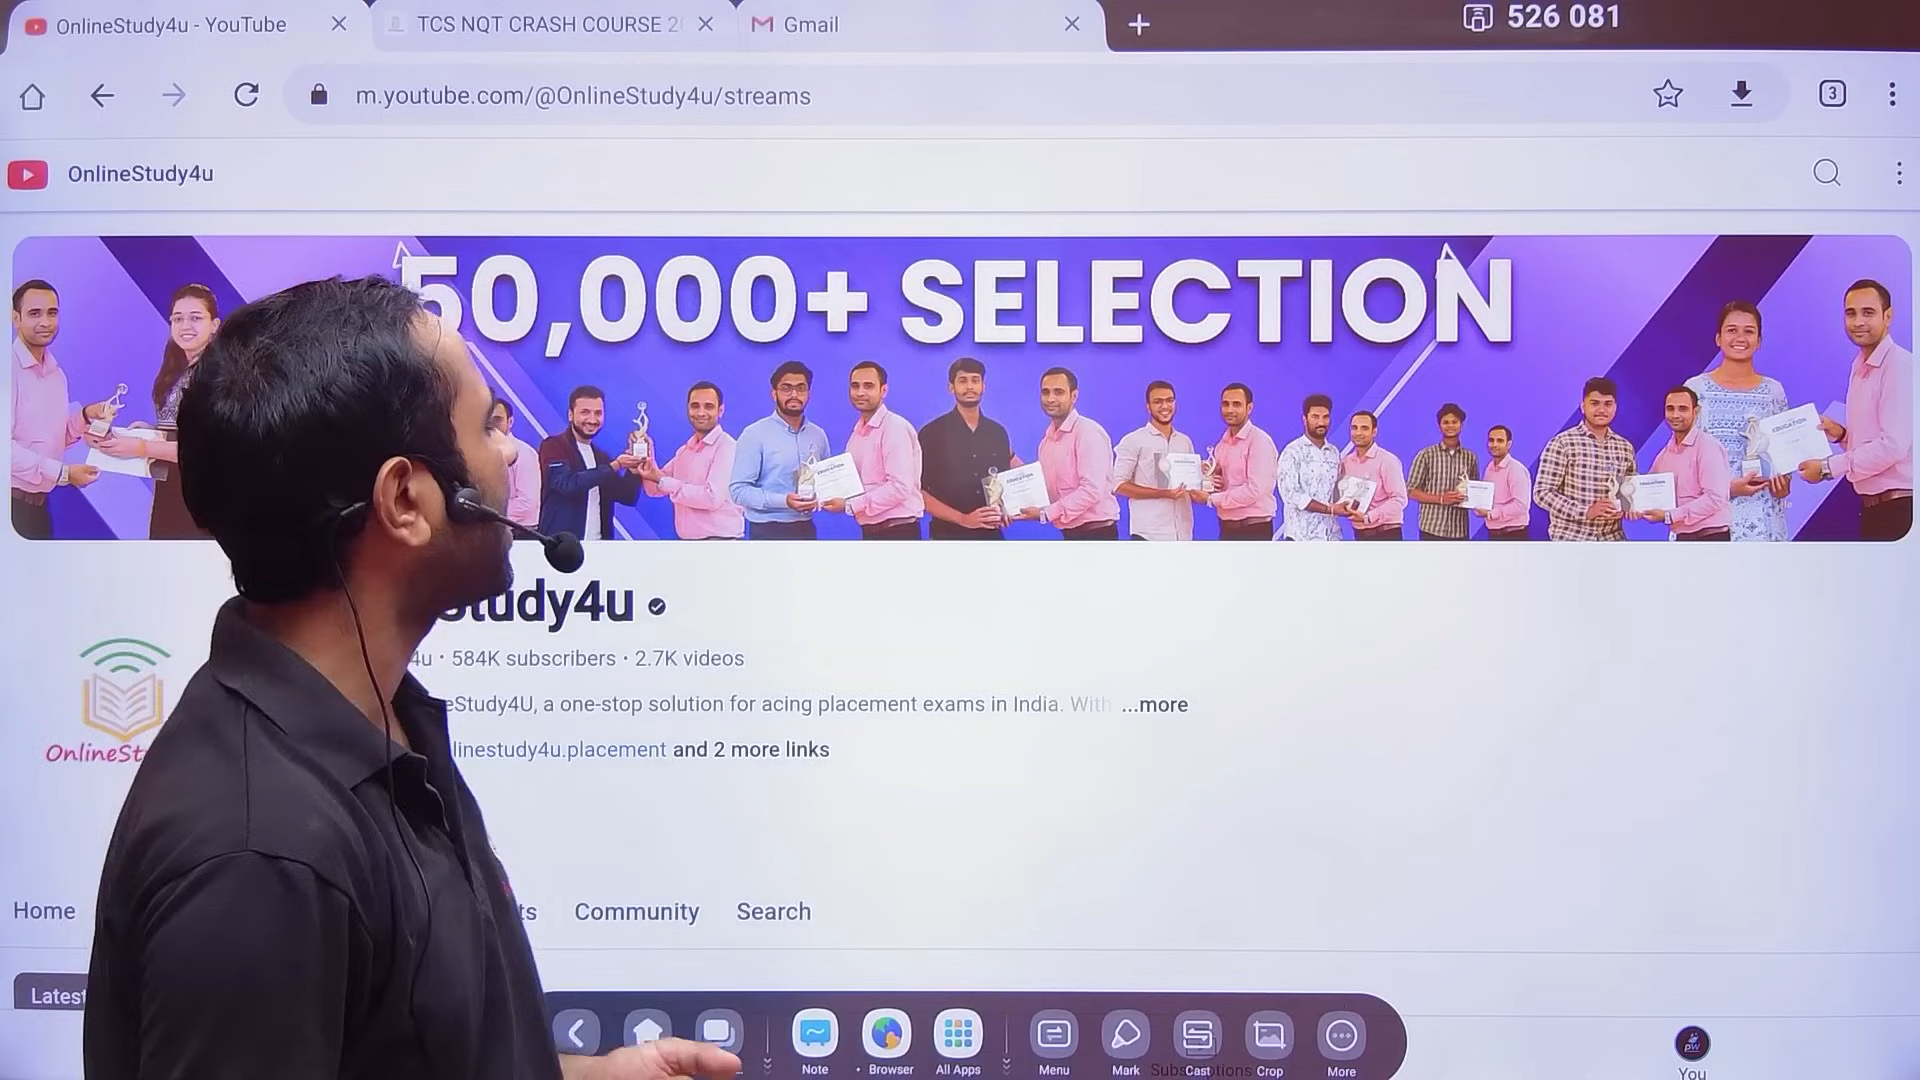 OnlineStudy4u - YouTube
TCS NQT CRASH COURSE 2
Gmail
526 081
m.youtube.com/@OnlineStudy4u/streams
3
OnlineStudy4u
50,000+ SELECTION
Study4u
4u · 584K subscribers · 2.7K videos
eStudy4U, a one-stop solution for acing placement exams in India. With ...more
linestudy4u.placement and 2 more links
OnlineSt
Home
ts
Community
Search
Latest
Note
Browser
All Apps
Menu
Mark
Cast
Crop
More
Subscriptions
PW
You